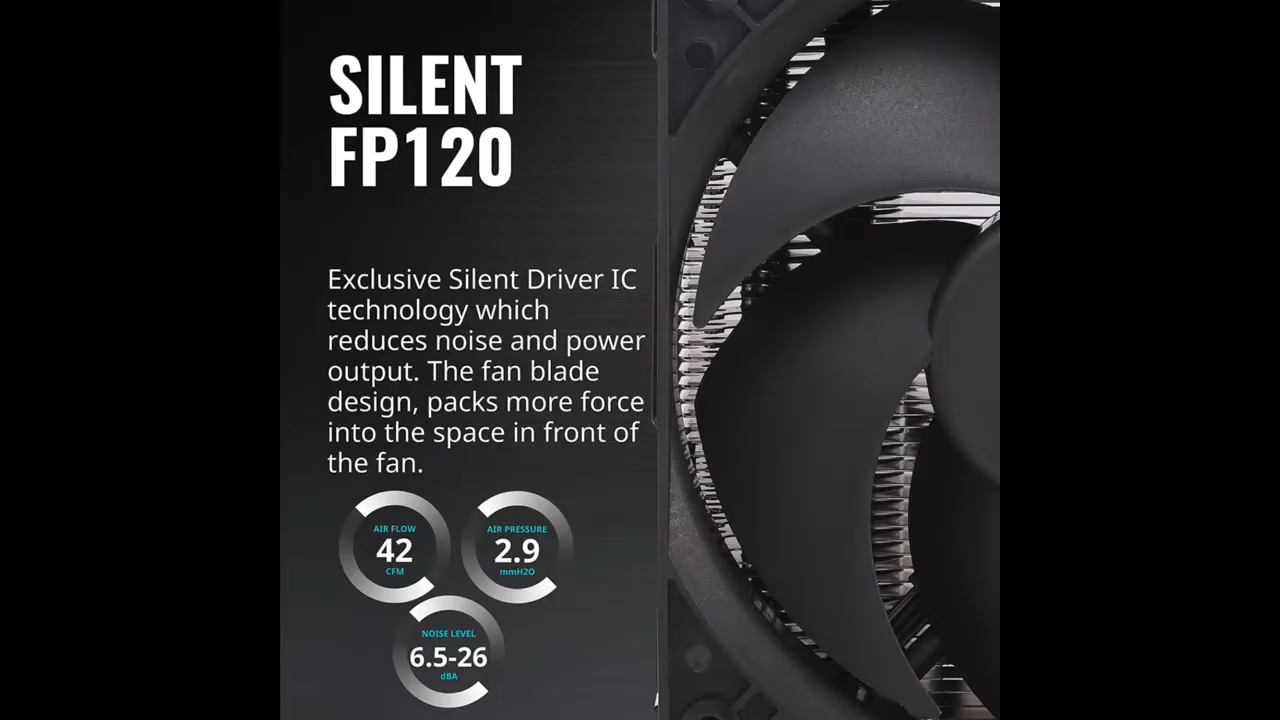 SILENT
FP120
Exclusive Silent Driver IC
technology which
reduces noise and power
output. The fan blade
design, packs more force
into the space in front of
the fan.
AIR FLOW
42
CFM
AIR PRESSURE
2.9
mmH2O
NOISE LEVEL
6.5-26
dBA